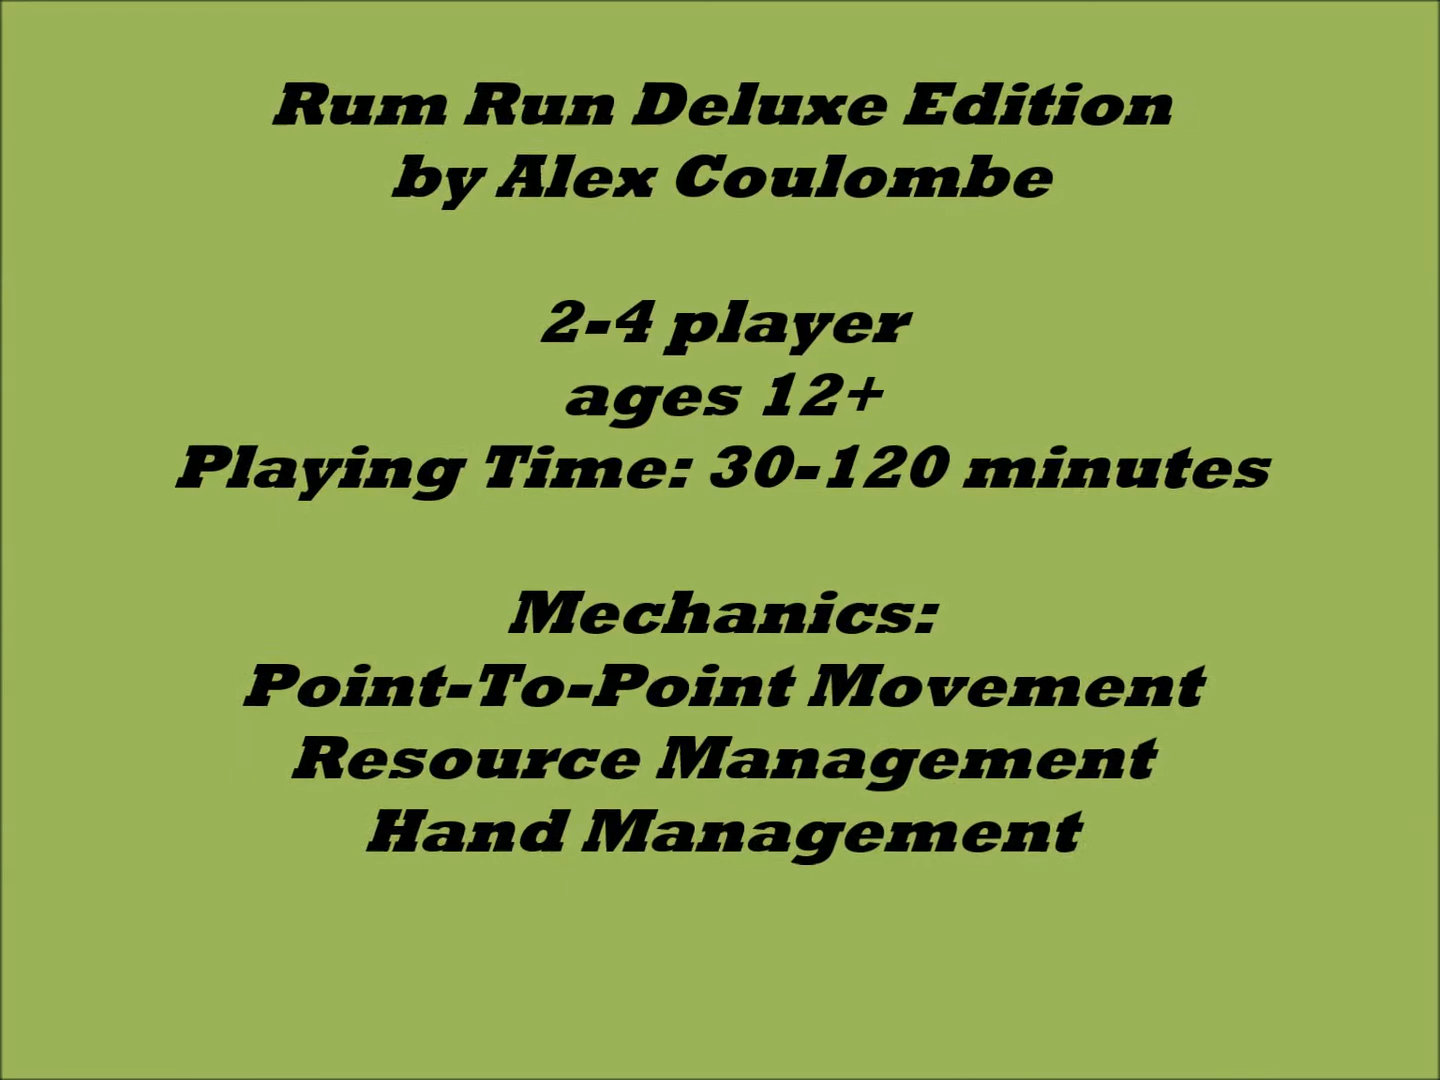 Rum Run Deluxe Edition
by Alex Coulombe
2-4 player
ages 12+
Playing Time: 30-120 minutes
Mechanics:
Point-To-Point Movement
Resource Management
Hand Management